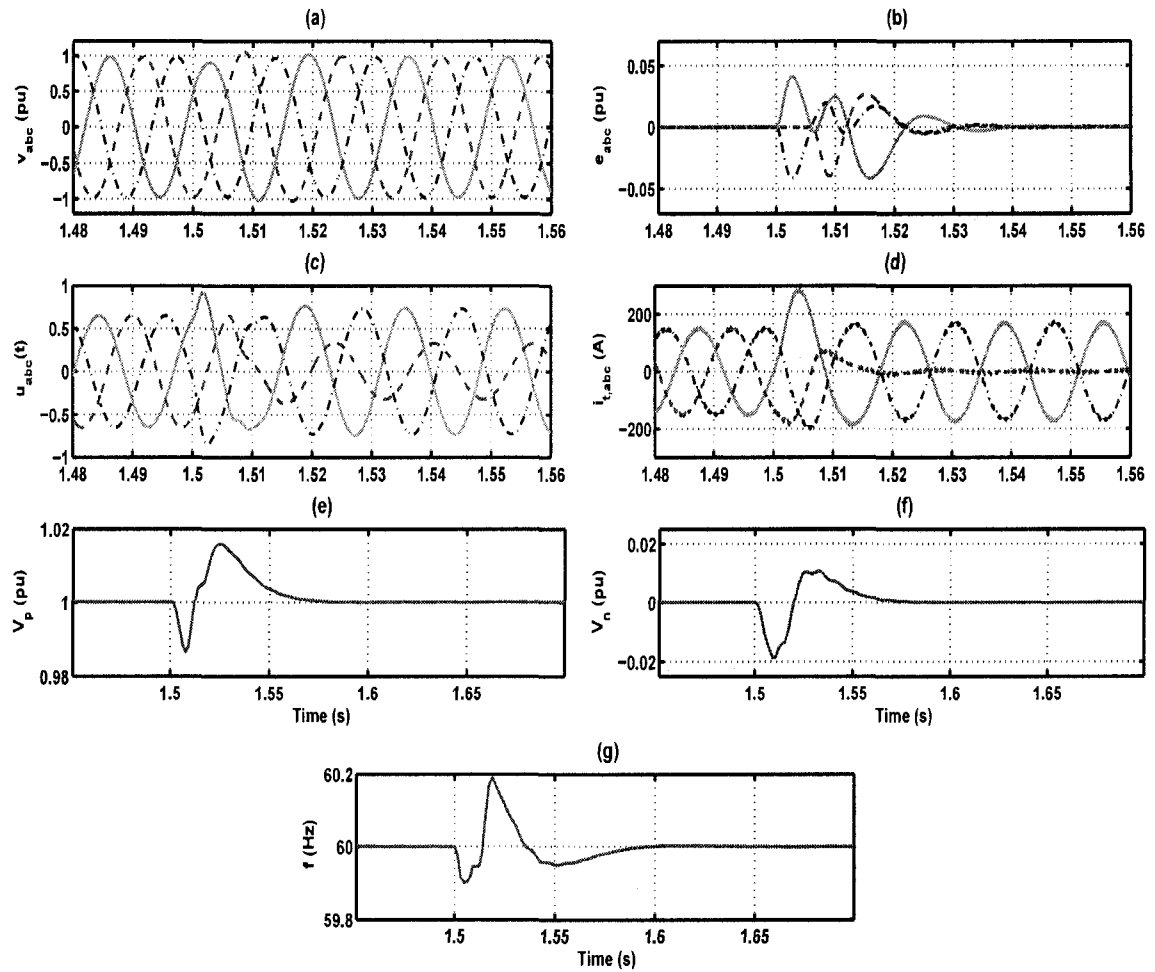 (a)
1
0.5
0
−0.5
−1
v_abc (pu)
1.48 1.49 1.5 1.51 1.52 1.53 1.54 1.55 1.56
(b)
0.05
0
−0.05
e_abc (pu)
1.48 1.49 1.5 1.51 1.52 1.53 1.54 1.55 1.56
(c)
1
0.5
0
−0.5
−1
u_abc(t)
1.48 1.49 1.5 1.51 1.52 1.53 1.54 1.55 1.56
(d)
200
0
−200
i_t,abc (A)
1.48 1.49 1.5 1.51 1.52 1.53 1.54 1.55 1.56
(e)
1.02
1
0.98
V_p (pu)
1.5 1.55 1.6 1.65
Time (s)
(f)
0.02
0
−0.02
V_n (pu)
1.5 1.55 1.6 1.65
Time (s)
(g)
60.2
60
59.8
f (Hz)
1.5 1.55 1.6 1.65
Time (s)